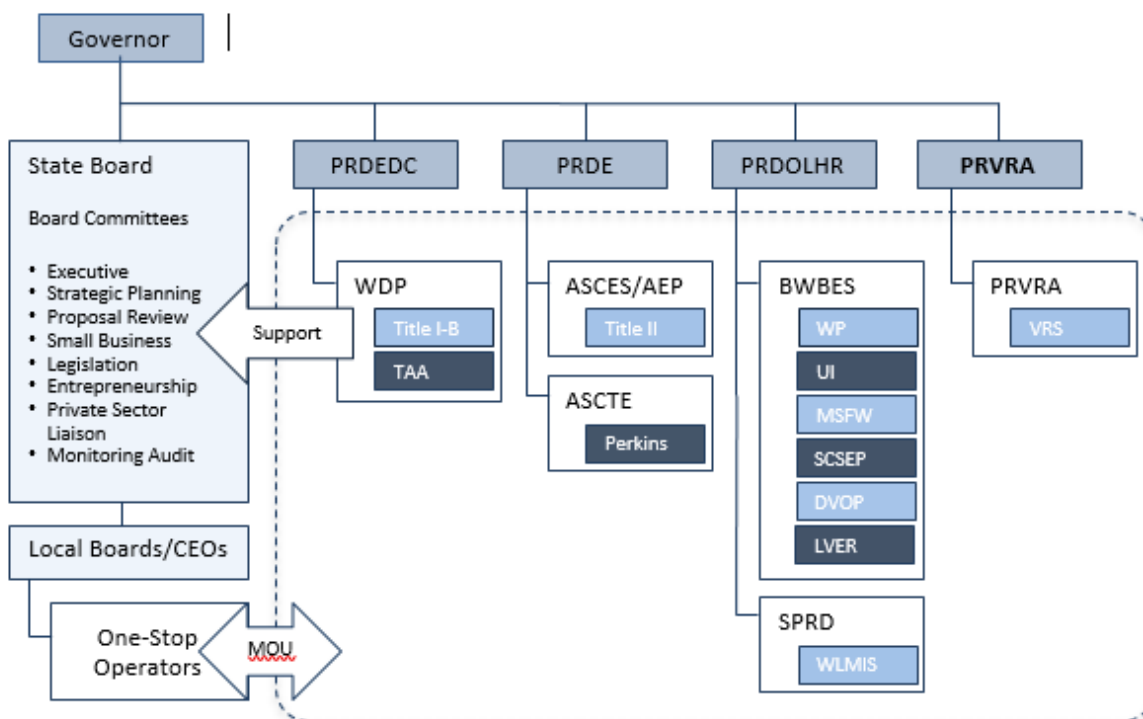 Governor
State Board
Board Committees
• Executive
• Strategic Planning
• Proposal Review
• Small Business
• Legislation
• Entrepreneurship
• Private Sector
Liaison
• Monitoring Audit
Local Boards/CEOs
One-Stop
Operators
MOU
Support
PRDEDC
WDP
Title I-B
TAA
PRDE
ASCES/AEP
Title II
ASCTE
Perkins
PRDOLHR
BWBES
WP
UI
MSFW
SCSEP
DVOP
LVER
SPRD
WLMIS
PRVRA
PRVRA
VRS